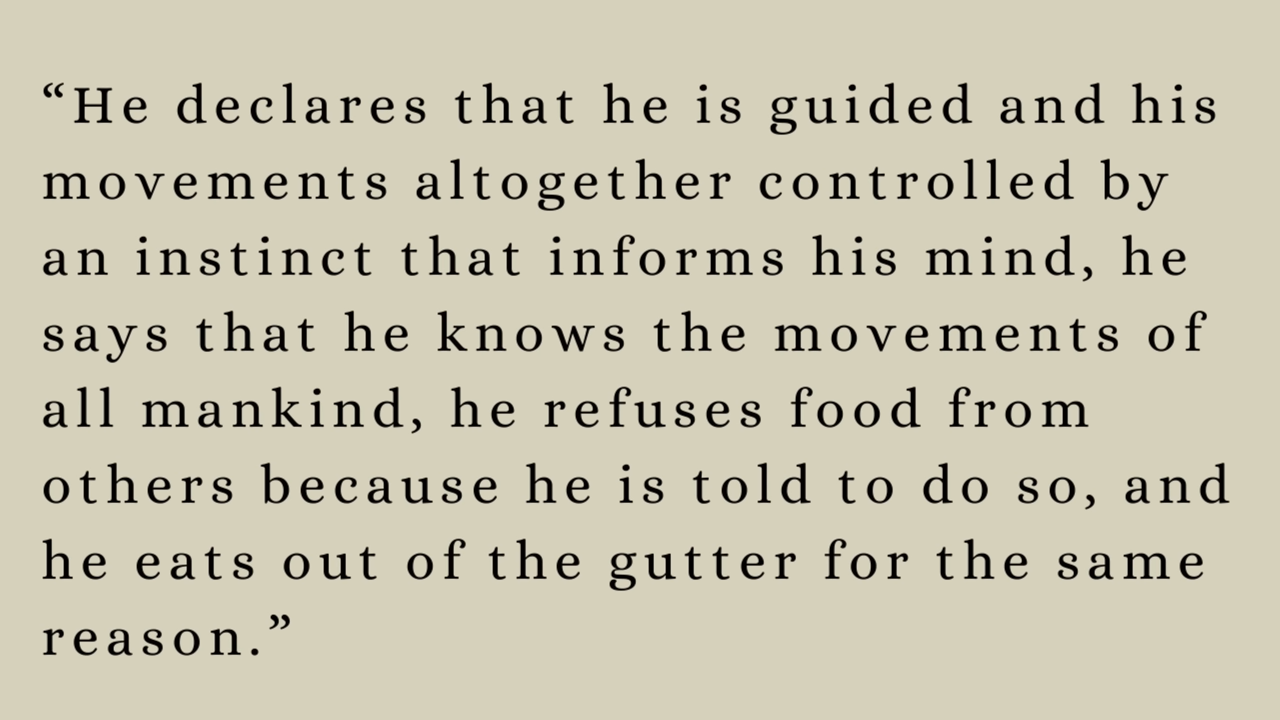 “He declares that he is guided and his
movements altogether controlled by
an instinct that informs his mind, he
says that he knows the movements of
all mankind, he refuses food from
others because he is told to do so, and
he eats out of the gutter for the same
reason.”